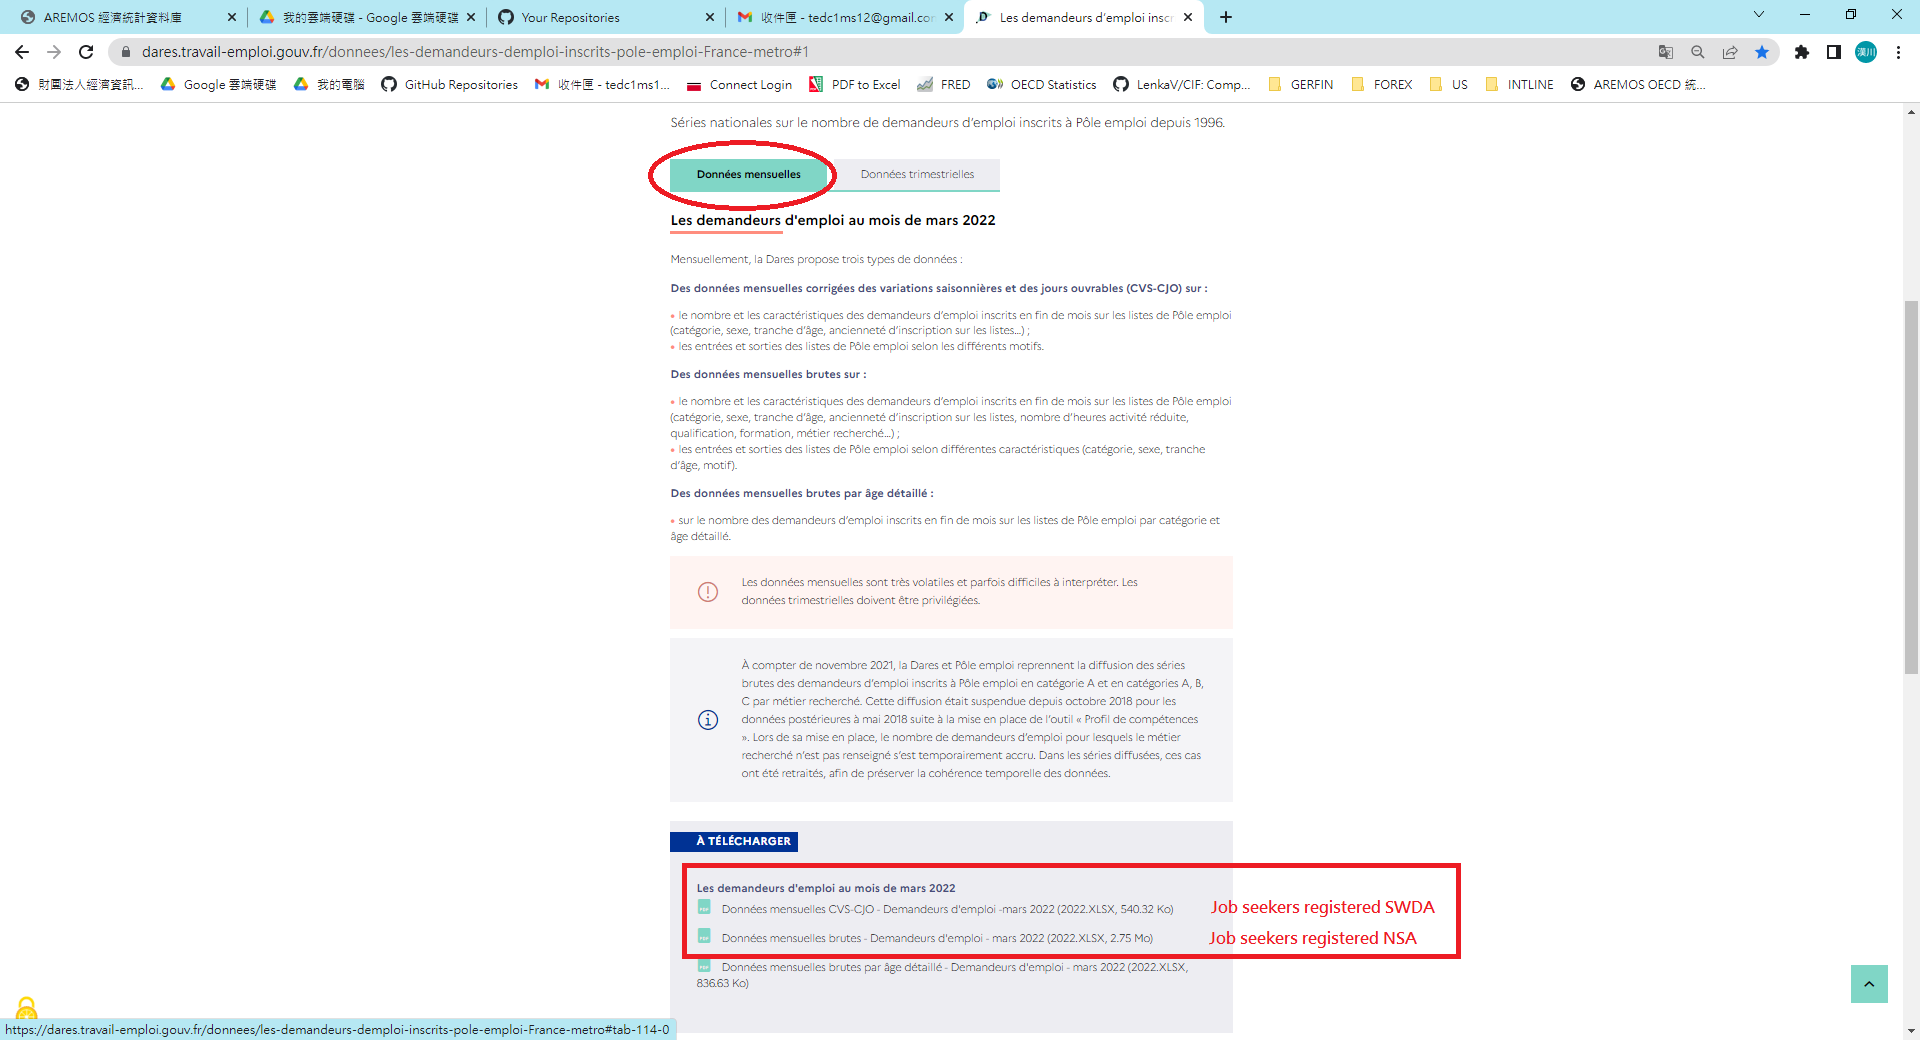 AREMOS 經濟統計資料庫
我的雲端硬碟 - Google 雲端硬碟
Your Repositories
收件匣 - tedc1ms12@gmail.co
Les demandeurs d'emploi inscr
dares.travail-emploi.gouv.fr/donnees/les-demandeurs-demploi-inscrits-pole-emploi-France-metro#1
漢川
財團法人經濟資訊...
Google 雲端硬碟
我的電腦
GitHub Repositories
收件匣 - tedc1ms1...
Connect Login
PDF to Excel
FRED
OECD Statistics
LenkaV/CIF: Comp...
GERFIN
FOREX
US
INTLINE
AREMOS OECD 統...
Séries nationales sur le nombre de demandeurs d'emploi inscrits à Pôle emploi depuis 1996.
Données mensuelles
Données trimestrielles
Les demandeurs d'emploi au mois de mars 2022
Mensuellement, la Dares propose trois types de données :
Des données mensuelles corrigées des variations saisonnières et des jours ouvrables (CVS-CJO) sur :
• le nombre et les caractéristiques des demandeurs d'emploi inscrits en fin de mois sur les listes de Pôle emploi
(catégorie, sexe, tranche d'âge, ancienneté d'inscription sur les listes...) ;
• les entrées et sorties des listes de Pôle emploi selon les différents motifs.
Des données mensuelles brutes sur :
• le nombre et les caractéristiques des demandeurs d'emploi inscrits en fin de mois sur les listes de Pôle emploi
(catégorie, sexe, tranche d'âge, ancienneté d'inscription sur les listes, nombre d'heures activité réduite,
qualification, formation, métier recherché...) ;
• les entrées et sorties des listes de Pôle emploi selon différentes caractéristiques (catégorie, sexe, tranche
d'âge, motif).
Des données mensuelles brutes par âge détaillé :
• sur le nombre des demandeurs d'emploi inscrits en fin de mois sur les listes de Pôle emploi par catégorie et
âge détaillé.
Les données mensuelles sont très volatiles et parfois difficiles à interpréter. Les
données trimestrielles doivent être privilégiées.
À compter de novembre 2021, la Dares et Pôle emploi reprennent la diffusion des séries
brutes des demandeurs d'emploi inscrits à Pôle emploi en catégorie A et en catégories A, B,
C par métier recherché. Cette diffusion était suspendue depuis octobre 2018 pour les
données postérieures à mai 2018 suite à la mise en place de l'outil « Profil de compétences
». Lors de sa mise en place, le nombre de demandeurs d'emploi pour lesquels le métier
recherché n'est pas renseigné s'est temporairement accru. Dans les séries diffusées, ces cas
ont été retraités, afin de préserver la cohérence temporelle des données.
À TÉLÉCHARGER
Les demandeurs d'emploi au mois de mars 2022
PDF Données mensuelles CVS-CJO - Demandeurs d'emploi -mars 2022 (2022.XLSX, 540.32 Ko)
Job seekers registered SWDA
PDF Données mensuelles brutes - Demandeurs d'emploi - mars 2022 (2022.XLSX, 2.75 Mo)
Job seekers registered NSA
PDF Données mensuelles brutes par âge détaillé - Demandeurs d'emploi - mars 2022 (2022.XLSX,
836.63 Ko)
https://dares.travail-emploi.gouv.fr/donnees/les-demandeurs-demploi-inscrits-pole-emploi-France-metro#tab-114-0